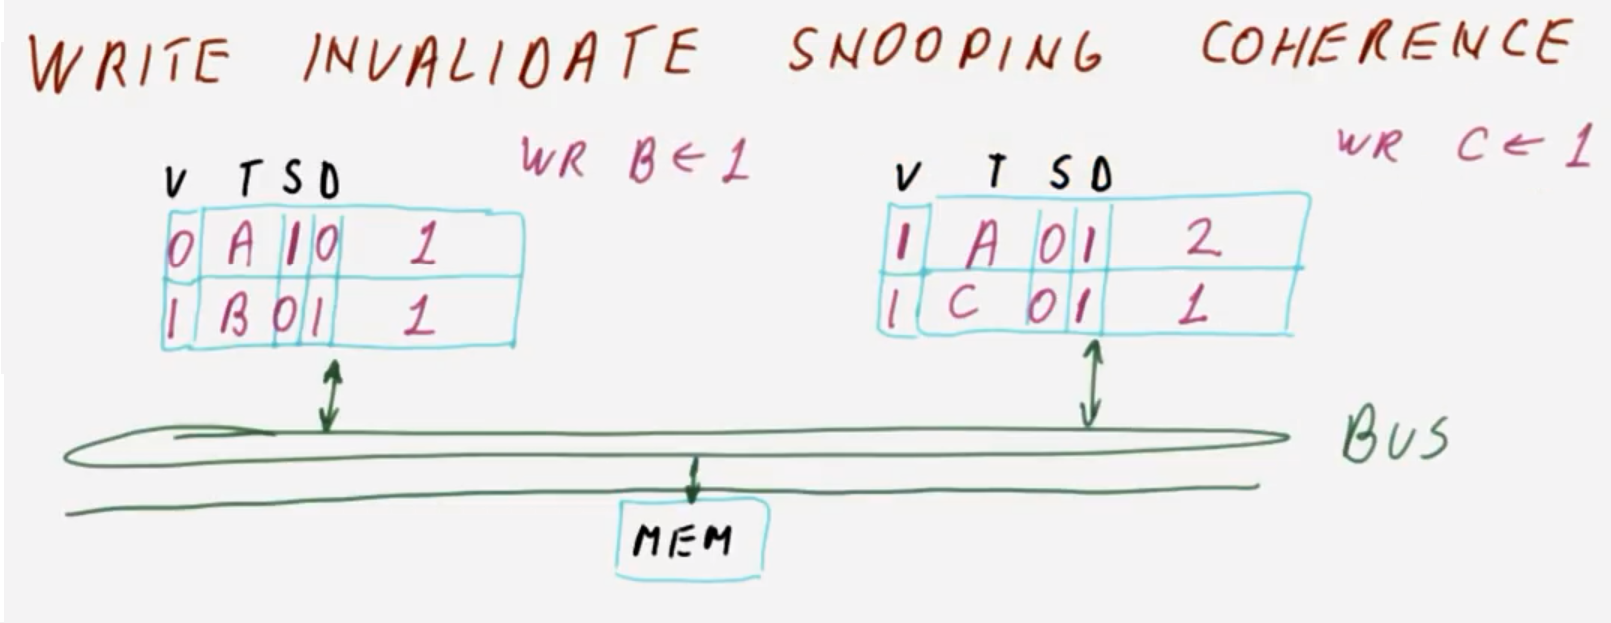 WRITE INVALIDATE SNOOPING COHERENCE
WR B ← 1
WR C ← 1
V T S D
0 A 1 0 1
1 B 0 1 1
V T S D
1 A 0 1 2
1 C 0 1 1
BUS
MEM